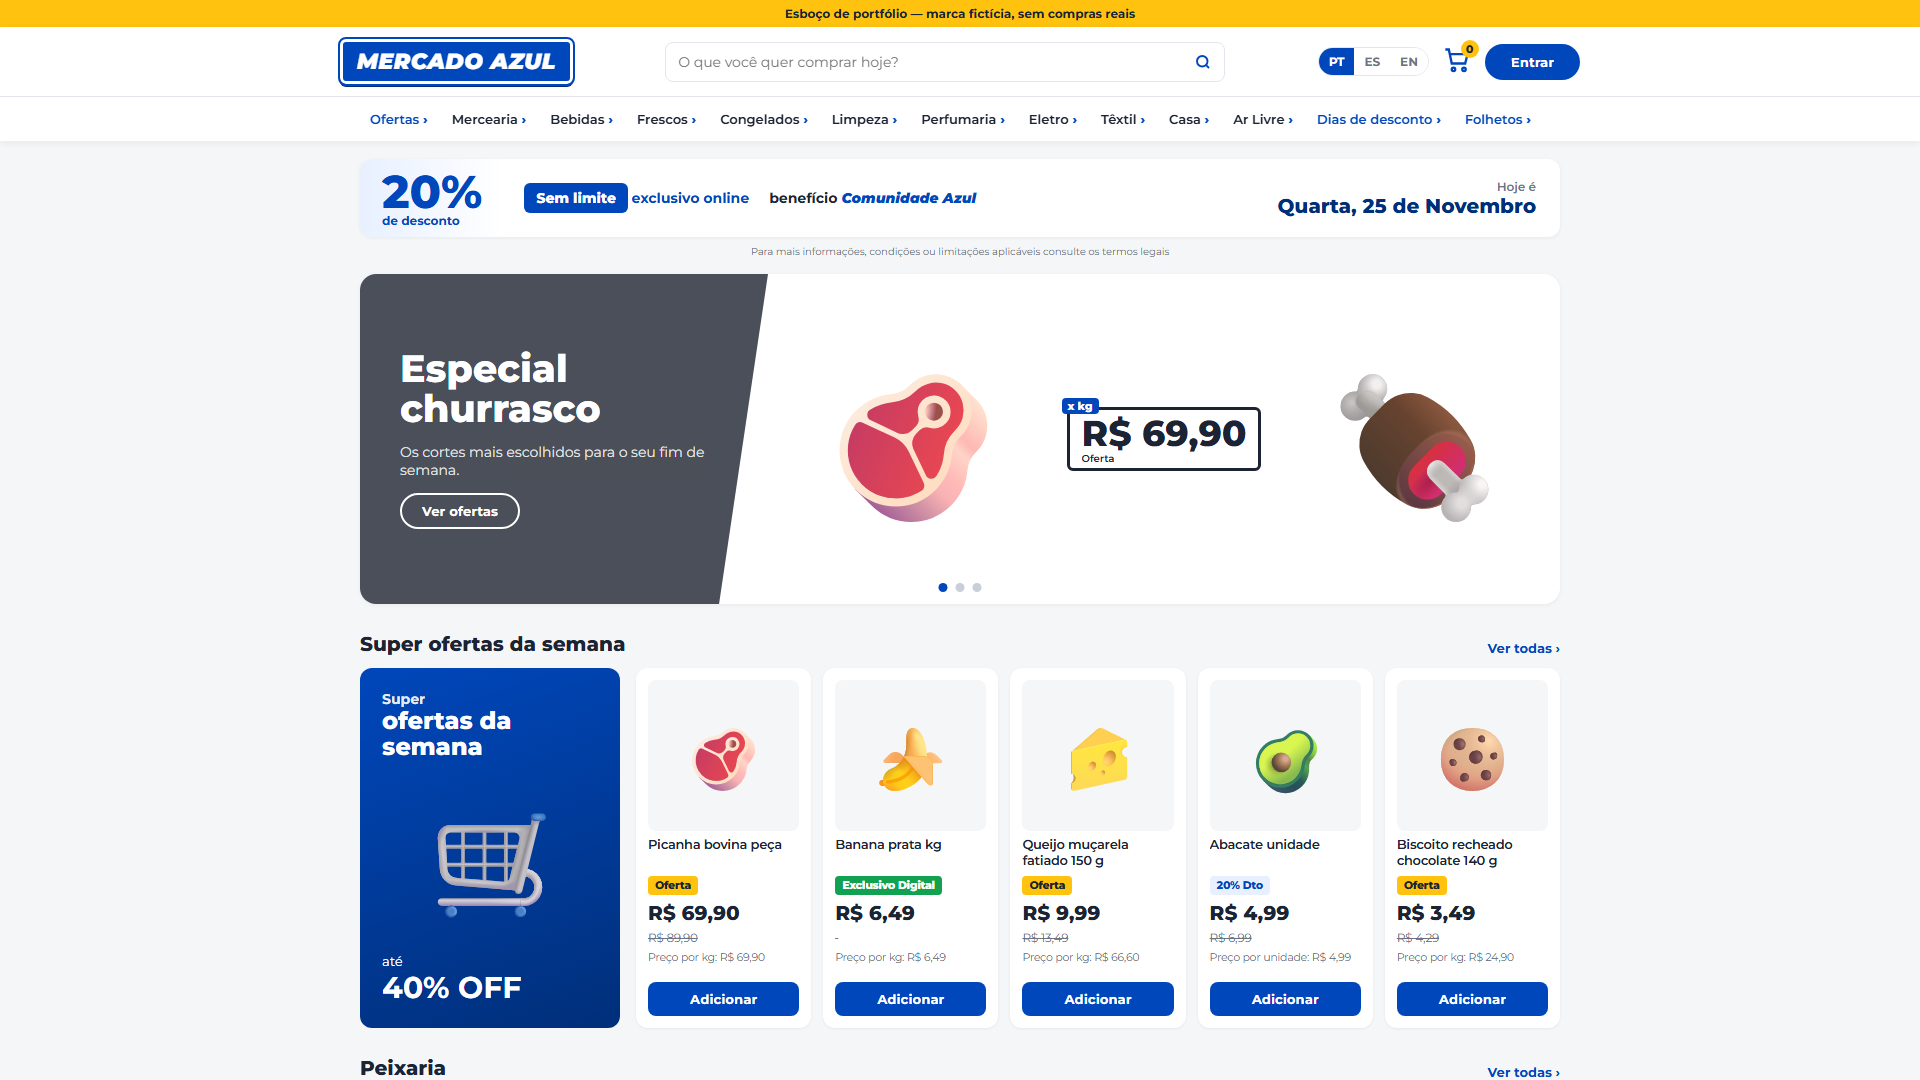 Esboço de portfólio — marca fictícia, sem compras reais
MERCADO AZUL
O que você quer comprar hoje?
PT ES EN
0
Entrar
Ofertas › Mercearia › Bebidas › Frescos › Congelados › Limpeza › Perfumaria › Eletro › Têxtil › Casa › Ar Livre › Dias de desconto › Folhetos ›
20%
de desconto
Sem limite exclusivo online benefício Comunidade Azul
Hoje é
Quarta, 25 de Novembro
Para mais informações, condições ou limitações aplicáveis consulte os termos legais
Especial
churrasco
Os cortes mais escolhidos para o seu fim de
semana.
Ver ofertas
x kg
R$ 69,90
Oferta
Super ofertas da semana
Ver todas ›
Super
ofertas da
semana
até
40% OFF
Picanha bovina peça
Oferta
R$ 69,90
R$ 89,90
Preço por kg: R$ 69,90
Adicionar
Banana prata kg
Exclusivo Digital
R$ 6,49
-
Preço por kg: R$ 6,49
Adicionar
Queijo muçarela
fatiado 150 g
Oferta
R$ 9,99
R$ 13,49
Preço por kg: R$ 66,60
Adicionar
Abacate unidade
20% Dto
R$ 4,99
R$ 6,99
Preço por unidade: R$ 4,99
Adicionar
Biscoito recheado
chocolate 140 g
Oferta
R$ 3,49
R$ 4,29
Preço por kg: R$ 24,90
Adicionar
Peixaria
Ver todas ›